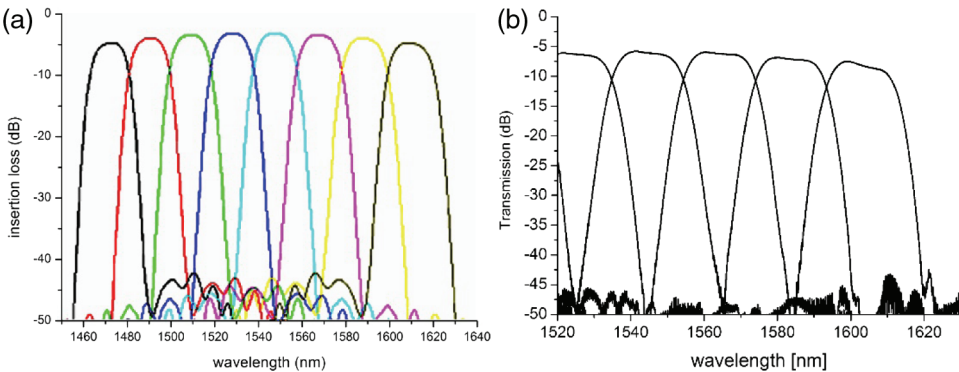 (a)
0
-10
-20
-30
-40
-50
insertion loss (dB)
1460 1480 1500 1520 1540 1560 1580 1600 1620 1640
wavelength (nm)
(b)
0
-5
-10
-15
-20
-25
-30
-35
-40
-45
-50
Transmission (dB)
1520 1540 1560 1580 1600 1620
wavelength [nm]